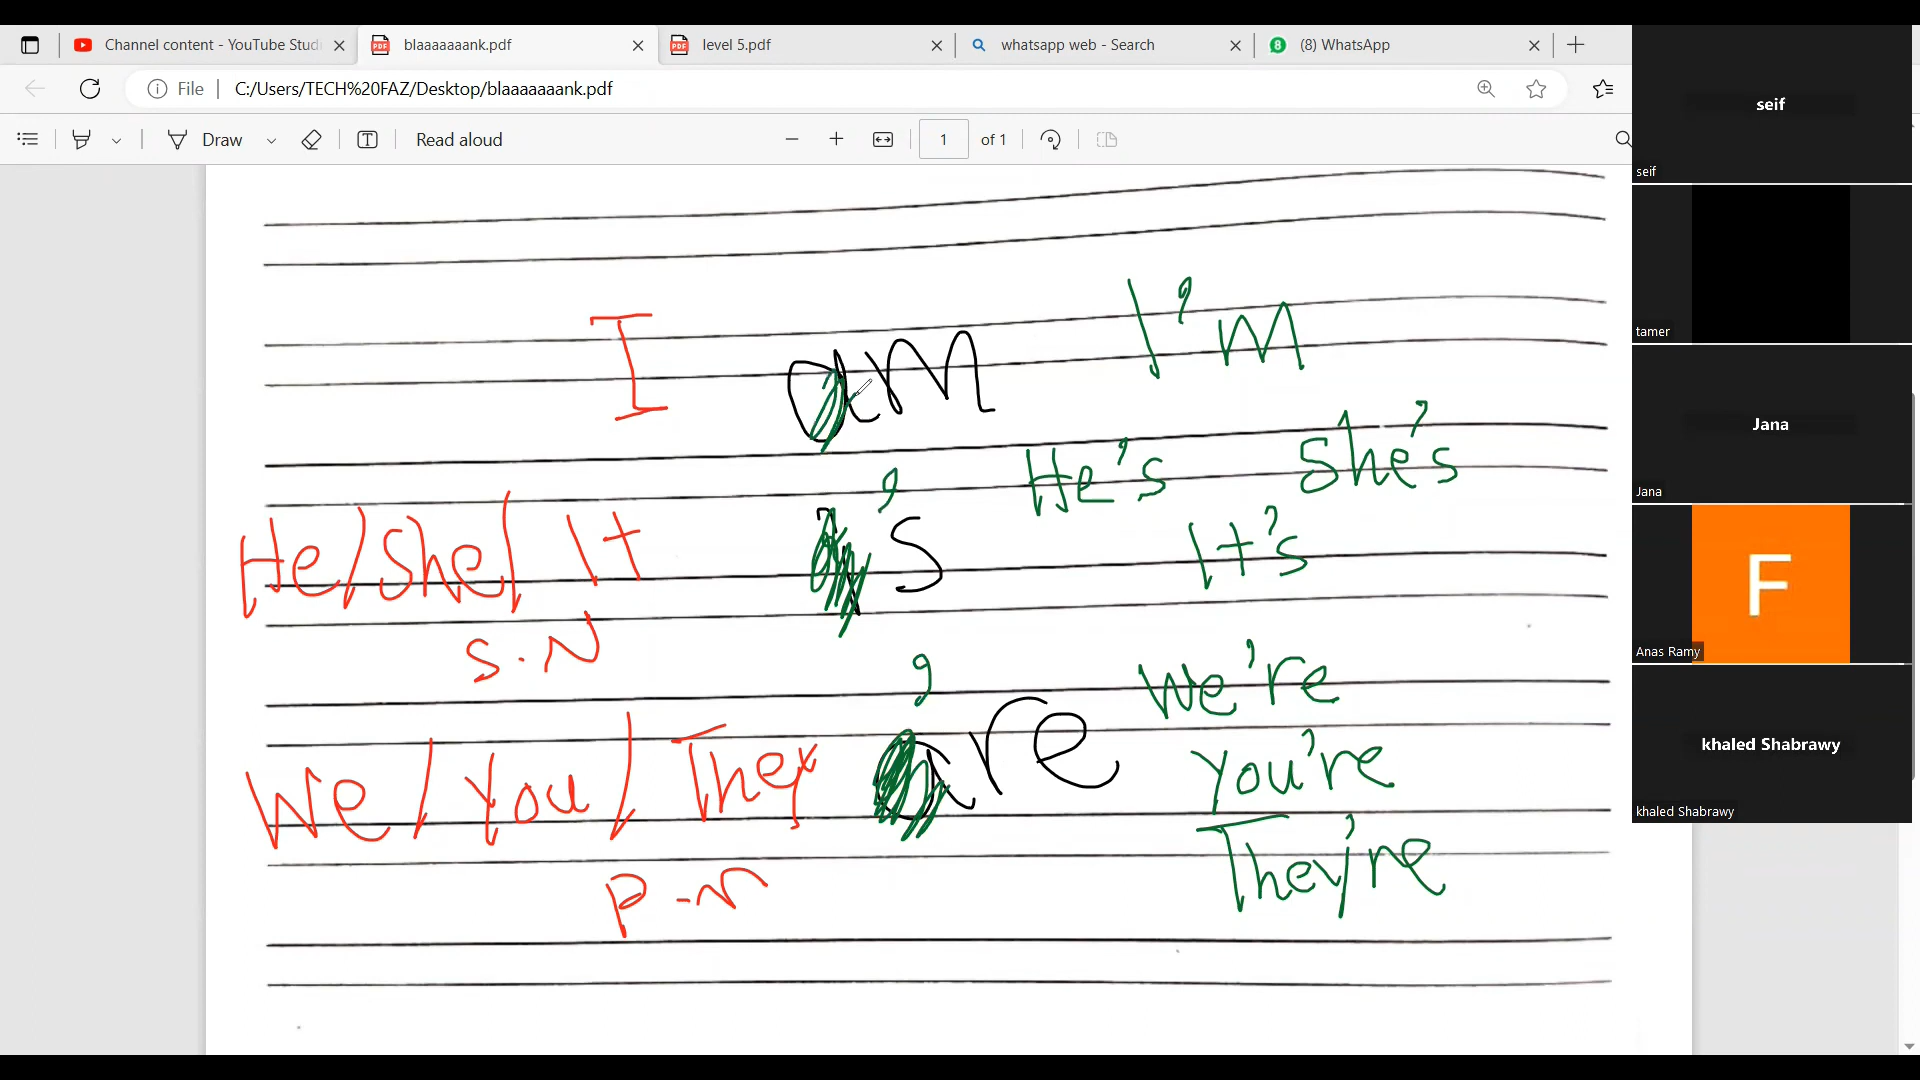 Channel content - YouTube Studi
blaaaaaaank.pdf
level 5.pdf
whatsapp web - Search
(8) WhatsApp
File
C:/Users/TECH%20FAZ/Desktop/blaaaaaaank.pdf
Draw
Read aloud
1 of 1
I am I'm
He's She's
He/She/ It 's It's
S.N
We/You/They 're We're
You're
They're
P.N
seif
seif
tamer
Jana
Jana
F
Anas Ramy
khaled Shabrawy
khaled Shabrawy